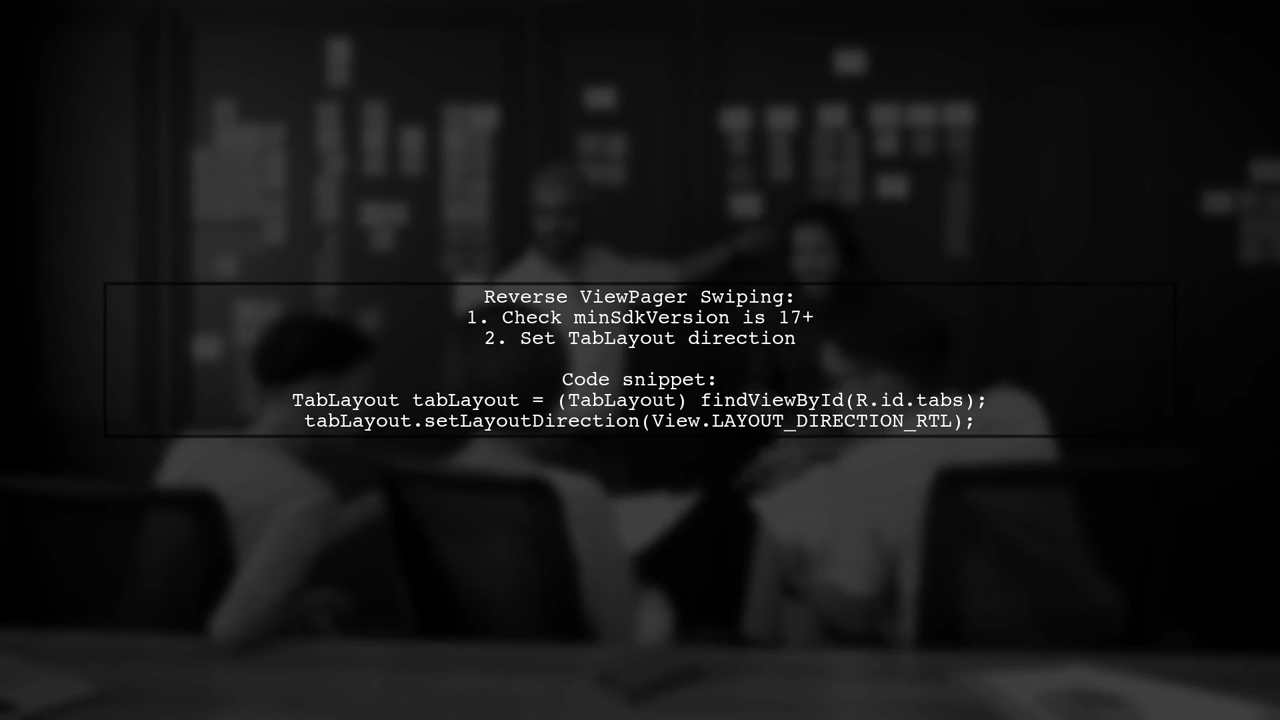 Reverse ViewPager Swiping:
1. Check minSdkVersion is 17+
2. Set TabLayout direction
Code snippet:
TabLayout tabLayout = (TabLayout) findViewById(R.id.tabs);
tabLayout.setLayoutDirection(View.LAYOUT_DIRECTION_RTL);